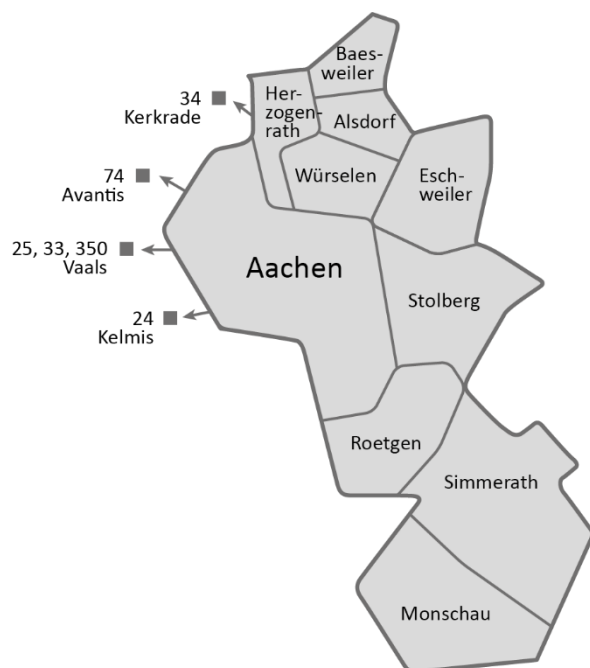 Baes-
weiler
Her-
zogen-
rath
34
Kerkrade
Alsdorf
Würselen
Esch-
weiler
74
Avantis
25, 33, 350
Vaals
Aachen
Stolberg
24
Kelmis
Roetgen
Simmerath
Monschau